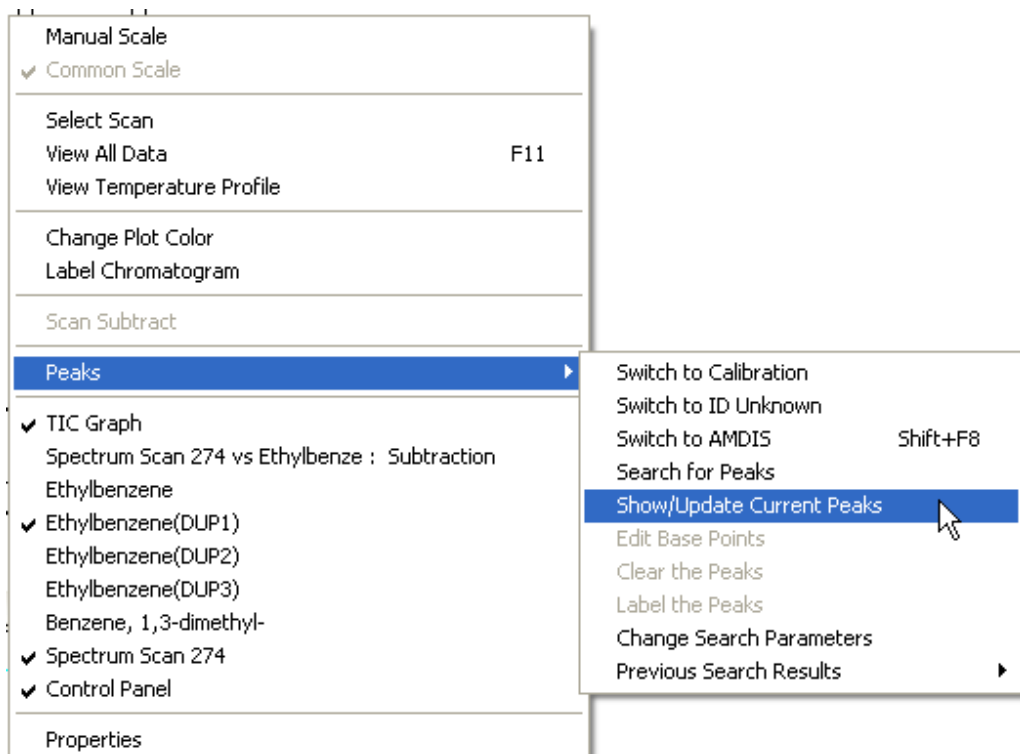 Manual Scale
Common Scale
Select Scan
View All Data F11
View Temperature Profile
Change Plot Color
Label Chromatogram
Scan Subtract
Peaks
TIC Graph
Spectrum Scan 274 vs Ethylbenze : Subtraction
Ethylbenzene
Ethylbenzene(DUP1)
Ethylbenzene(DUP2)
Ethylbenzene(DUP3)
Benzene, 1,3-dimethyl-
Spectrum Scan 274
Control Panel
Properties
Switch to Calibration
Switch to ID Unknown
Switch to AMDIS Shift+F8
Search for Peaks
Show/Update Current Peaks
Edit Base Points
Clear the Peaks
Label the Peaks
Change Search Parameters
Previous Search Results